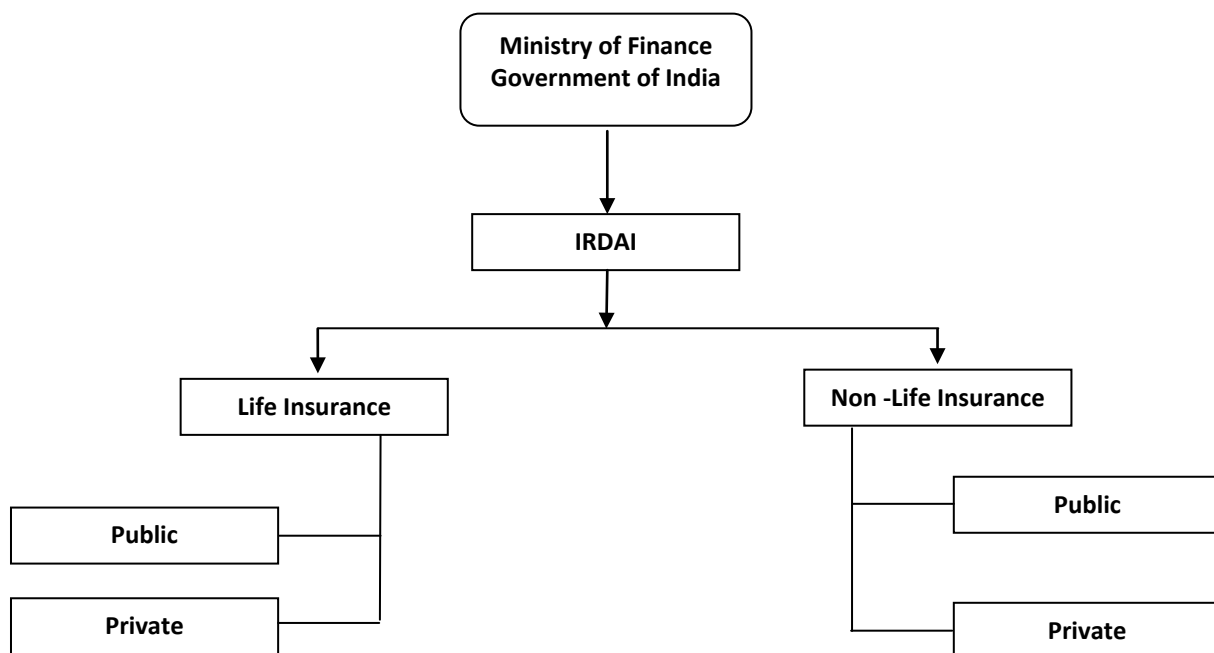 Ministry of Finance
Government of India
IRDAI
Life Insurance
Non -Life Insurance
Public
Public
Private
Private